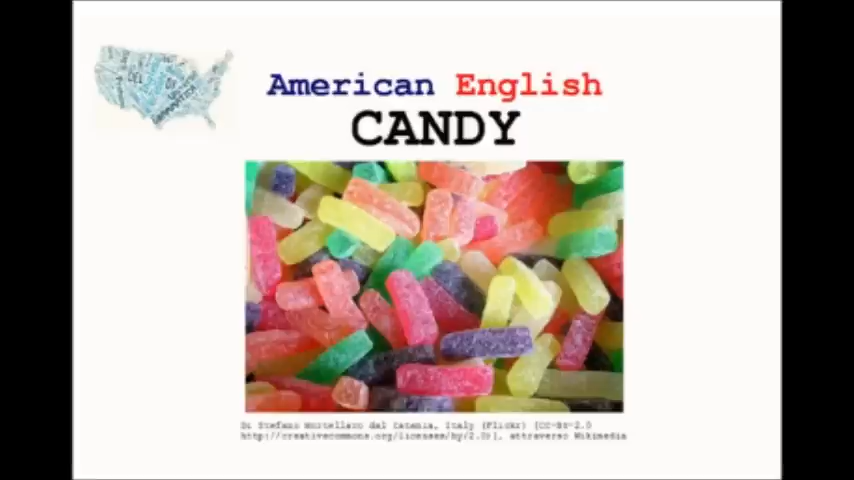 American English
CANDY
Di Stefano Mortellaro dal Catania, Italy (Flickr) [CC-BY-2.0
http://creativecommons.org/licenses/by/2.0)], attraverso Wikimedia